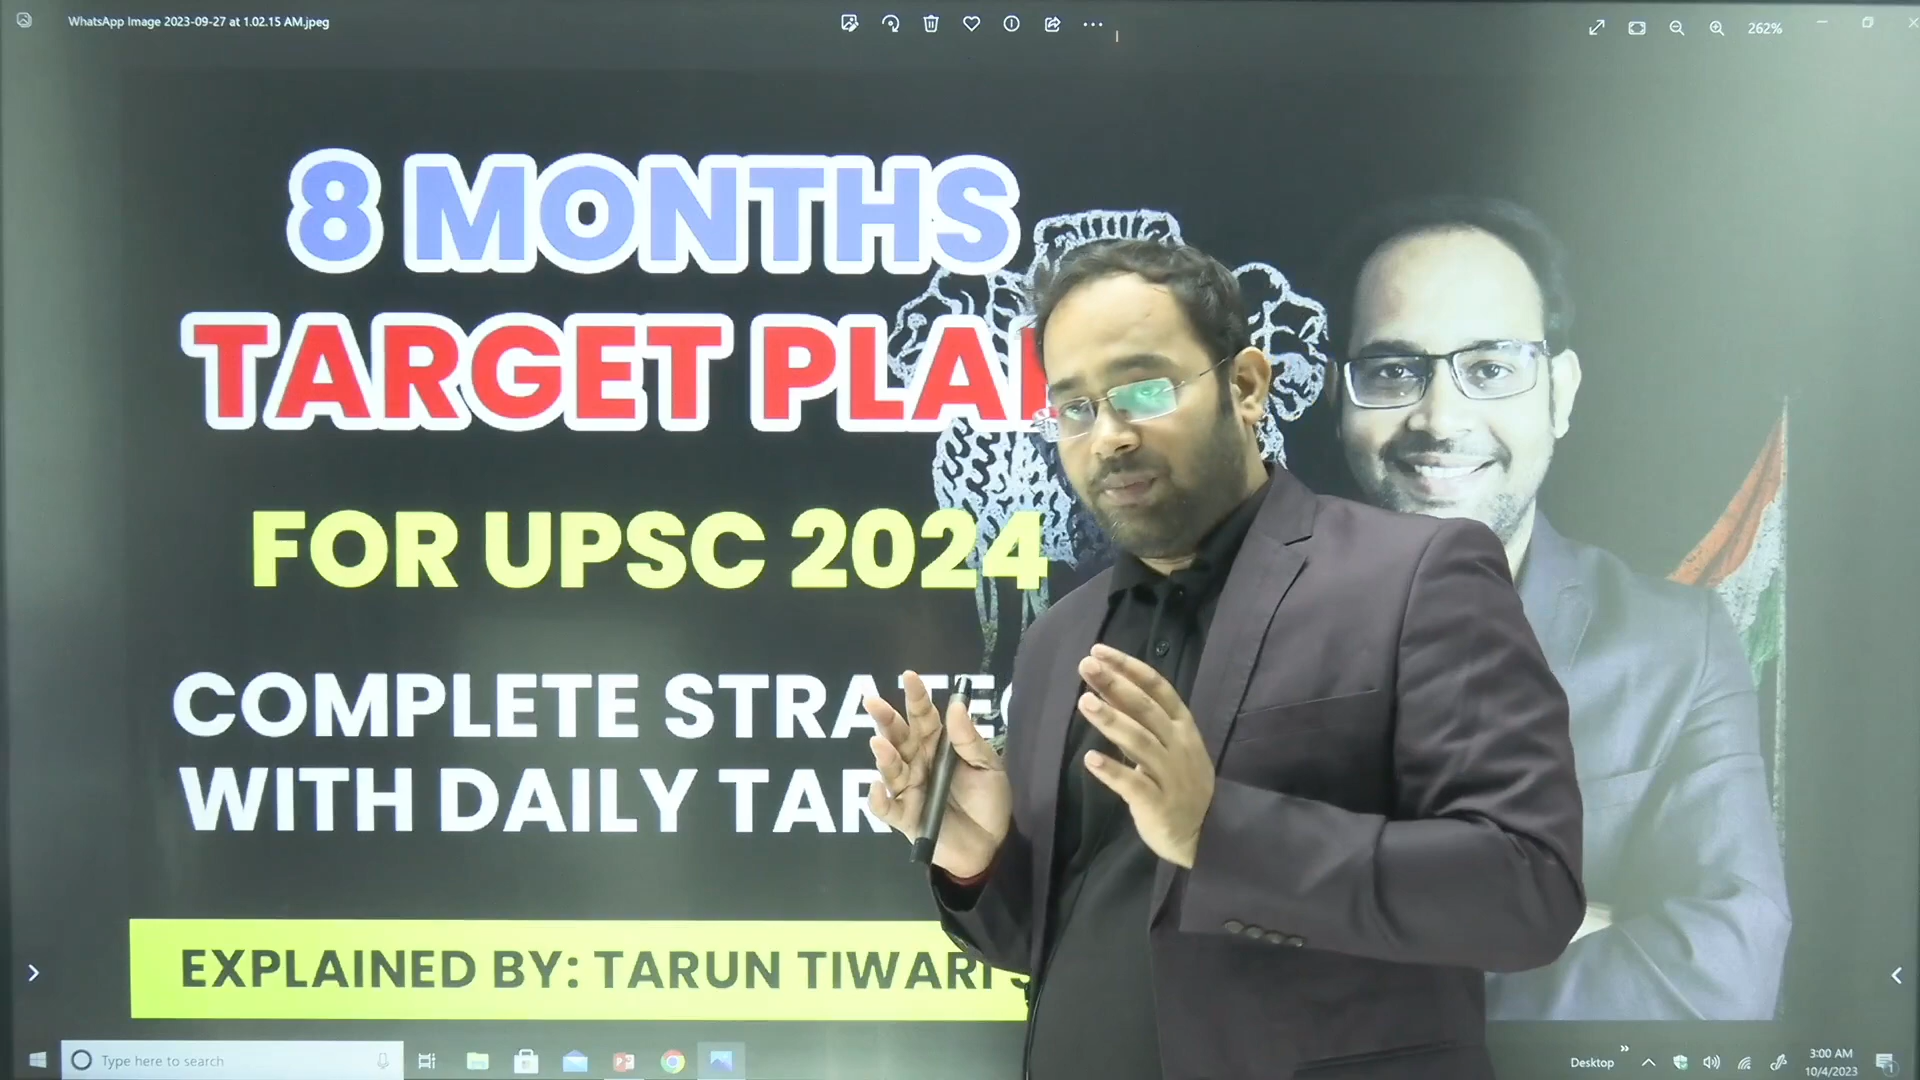 WhatsApp Image 2023-09-27 at 1.02.15 AM.jpeg
262%
8 MONTHS
TARGET PLA
FOR UPSC 2024
COMPLETE STRATEG
WITH DAILY TAR
EXPLAINED BY: TARUN TIWARI S
Type here to search
Desktop
3:00 AM
10/4/2023